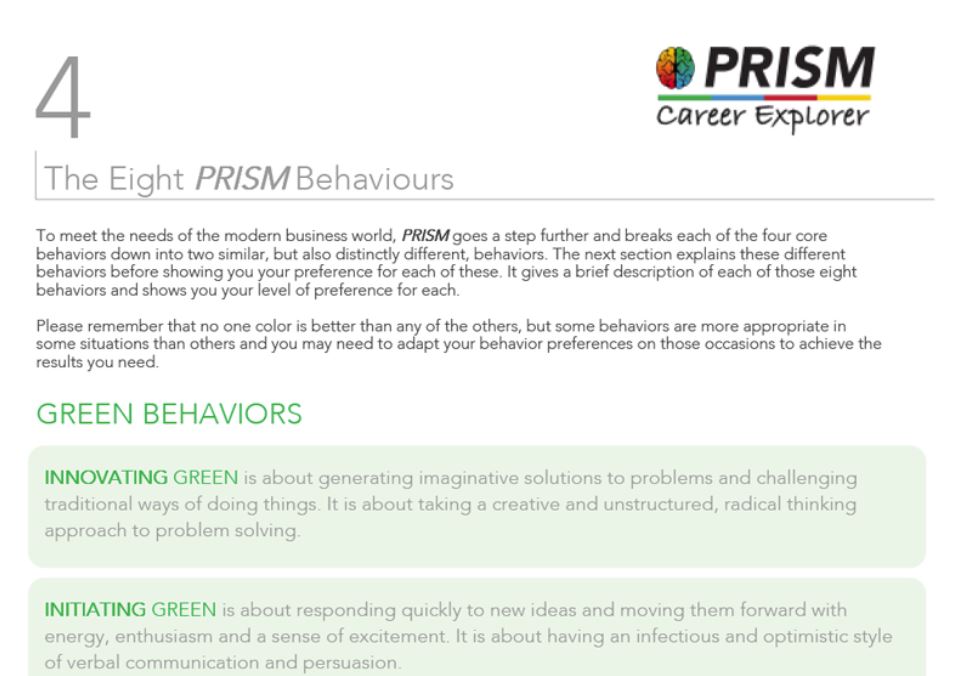 4
PRISM
Career Explorer
The Eight PRISM Behaviours
To meet the needs of the modern business world, PRISM goes a step further and breaks each of the four core
behaviors down into two similar, but also distinctly different, behaviors. The next section explains these different
behaviors before showing you your preference for each of these. It gives a brief description of each of those eight
behaviors and shows you your level of preference for each.
Please remember that no one color is better than any of the others, but some behaviors are more appropriate in
some situations than others and you may need to adapt your behavior preferences on those occasions to achieve the
results you need.
GREEN BEHAVIORS
INNOVATING GREEN is about generating imaginative solutions to problems and challenging
traditional ways of doing things. It is about taking a creative and unstructured, radical thinking
approach to problem solving.
INITIATING GREEN is about responding quickly to new ideas and moving them forward with
energy, enthusiasm and a sense of excitement. It is about having an infectious and optimistic style
of verbal communication and persuasion.